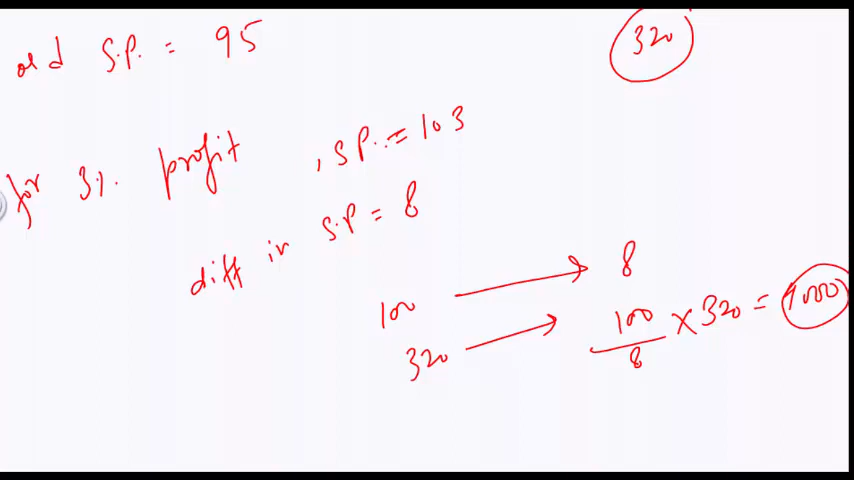 old S.P. = 95
320
for 3%. profit , S P. = 103
diff in S.P = 8
100 → 8
320 → 100/8 × 320 = 4000